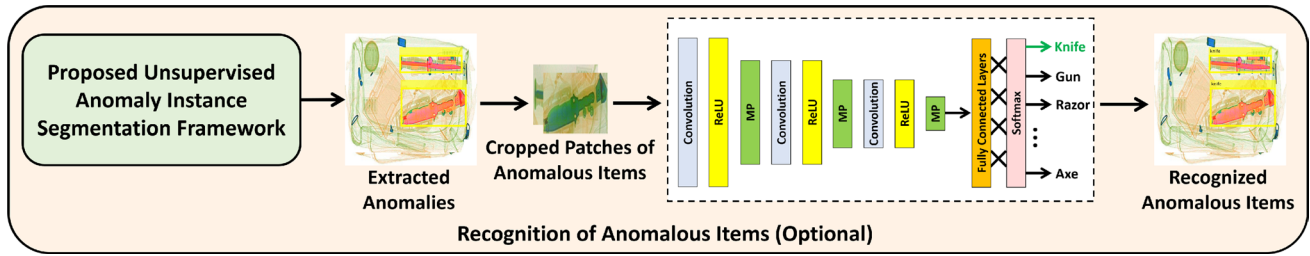 Proposed Unsupervised
Anomaly Instance
Segmentation Framework
Extracted
Anomalies
Cropped Patches of
Anomalous Items
Convolution
ReLU
MP
Convolution
ReLU
MP
Convolution
ReLU
MP
Fully Connected Layers
Softmax
Knife
Gun
Razor
Axe
Recognized
Anomalous Items
Recognition of Anomalous Items (Optional)